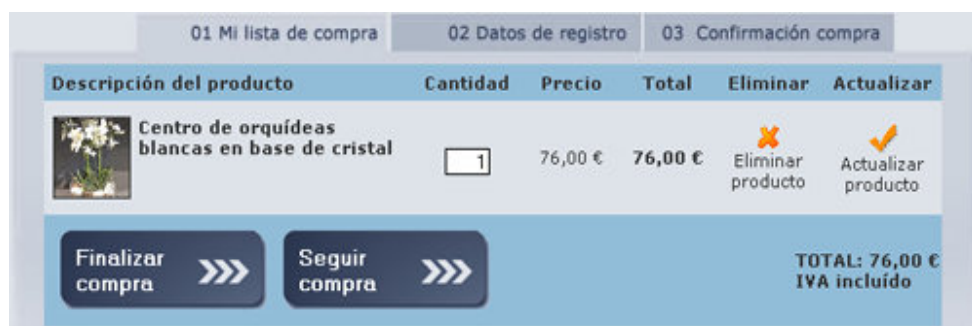 01 Mi lista de compra 02 Datos de registro 03 Confirmación compra
Descripción del producto Cantidad Precio Total Eliminar Actualizar
Centro de orquídeas
blancas en base de cristal
1 76,00 € 76,00 €
Eliminar
producto
Actualizar
producto
Finalizar
compra
Seguir
compra
TOTAL: 76,00 €
IVA incluído